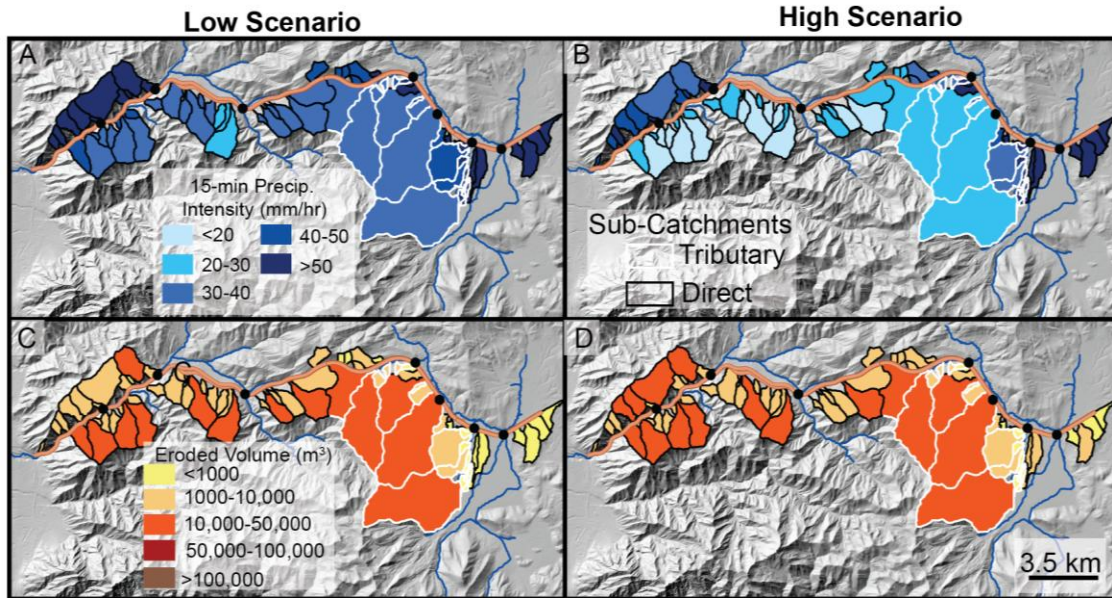 Low Scenario
High Scenario
A
15-min Precip.
Intensity (mm/hr)
<20
40-50
20-30
>50
30-40
B
Sub-Catchments
Tributary
Direct
C
Eroded Volume (m³)
<1000
1000-10,000
10,000-50,000
50,000-100,000
>100,000
D
3.5 km